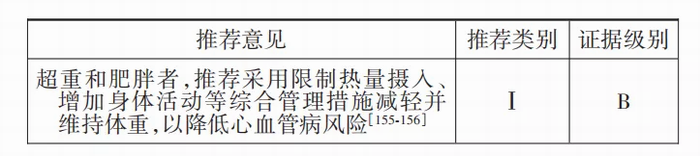 推荐意见 推荐类别 证据级别
超重和肥胖者,推荐采用限制热量摄入、
增加身体活动等综合管理措施减轻并 Ⅰ B
维持体重,以降低心血管病风险[155-156]